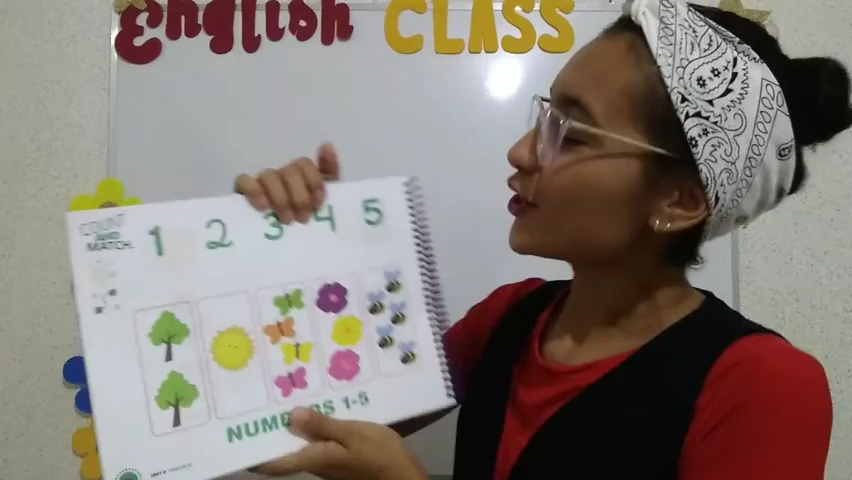 English CLASS
COUNT
AND
MATCH.
1 2 3 4 5
NUMBERS 1-5